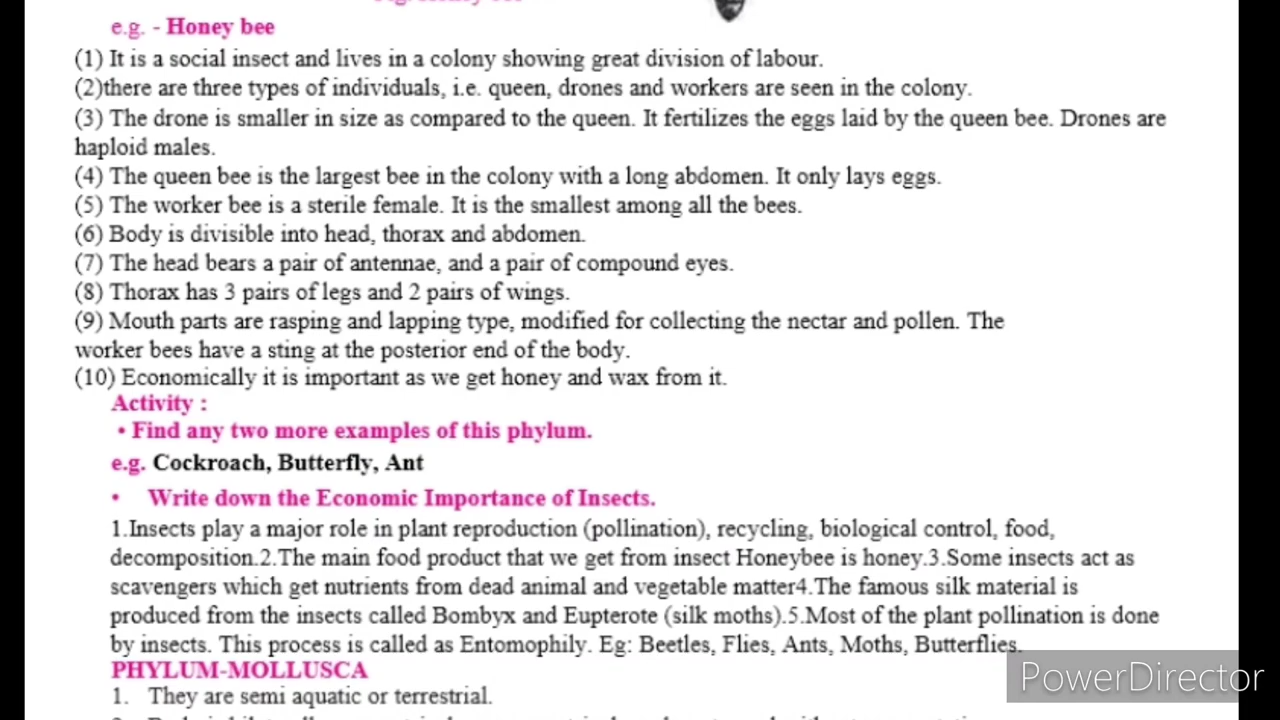 e.g. - Honey bee
(1) It is a social insect and lives in a colony showing great division of labour.
(2)there are three types of individuals, i.e. queen, drones and workers are seen in the colony.
(3) The drone is smaller in size as compared to the queen. It fertilizes the eggs laid by the queen bee. Drones are
haploid males.
(4) The queen bee is the largest bee in the colony with a long abdomen. It only lays eggs.
(5) The worker bee is a sterile female. It is the smallest among all the bees.
(6) Body is divisible into head, thorax and abdomen.
(7) The head bears a pair of antennae, and a pair of compound eyes.
(8) Thorax has 3 pairs of legs and 2 pairs of wings.
(9) Mouth parts are rasping and lapping type, modified for collecting the nectar and pollen. The
worker bees have a sting at the posterior end of the body.
(10) Economically it is important as we get honey and wax from it.
Activity :
• Find any two more examples of this phylum.
e.g. Cockroach, Butterfly, Ant
• Write down the Economic Importance of Insects.
1.Insects play a major role in plant reproduction (pollination), recycling, biological control, food,
decomposition.2.The main food product that we get from insect Honeybee is honey.3.Some insects act as
scavengers which get nutrients from dead animal and vegetable matter4.The famous silk material is
produced from the insects called Bombyx and Eupterote (silk moths).5.Most of the plant pollination is done
by insects. This process is called as Entomophily. Eg: Beetles, Flies, Ants, Moths, Butterflies.
PHYLUM-MOLLUSCA
1. They are semi aquatic or terrestrial.
PowerDirector